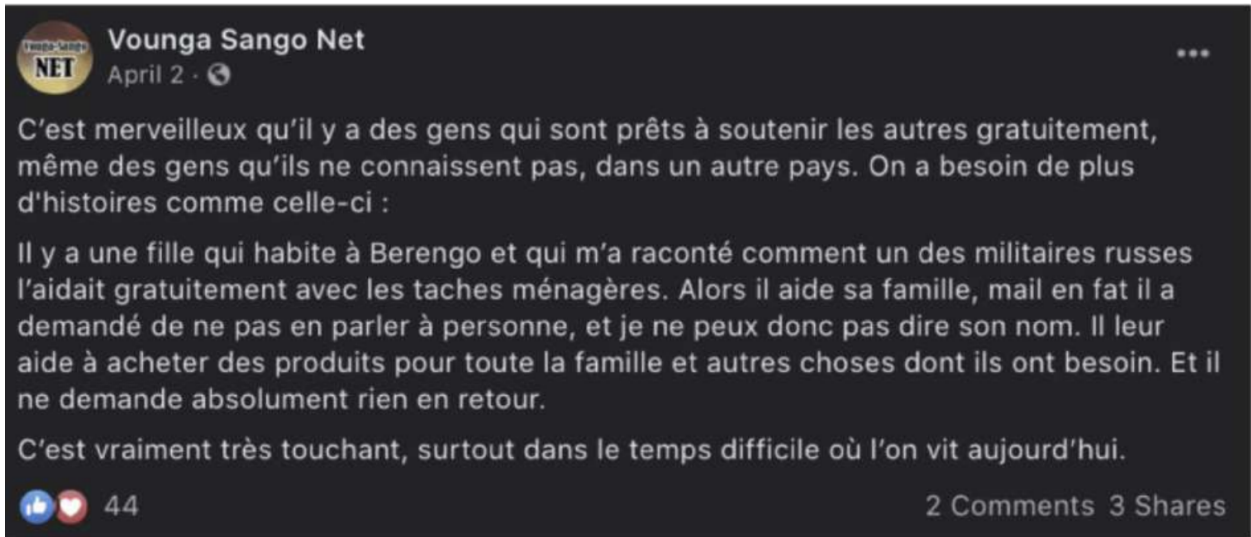 Vounga Sango Net
April 2 ·
Vounga-Sango
NET
C'est merveilleux qu'il y a des gens qui sont prêts à soutenir les autres gratuitement,
même des gens qu'ils ne connaissent pas, dans un autre pays. On a besoin de plus
d'histoires comme celle-ci :
Il y a une fille qui habite à Berengo et qui m'a raconté comment un des militaires russes
l'aidait gratuitement avec les taches ménagères. Alors il aide sa famille, mail en fat il a
demandé de ne pas en parler à personne, et je ne peux donc pas dire son nom. Il leur
aide à acheter des produits pour toute la famille et autres choses dont ils ont besoin. Et il
ne demande absolument rien en retour.
C'est vraiment très touchant, surtout dans le temps difficile où l'on vit aujourd'hui.
44
2 Comments 3 Shares